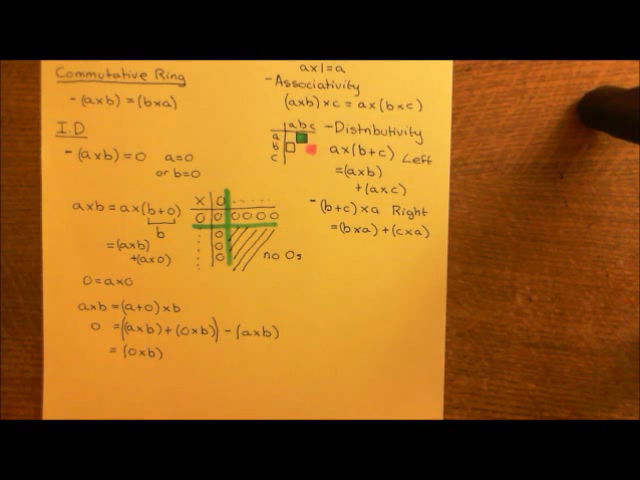 Commutative Ring
- (a×b) = (b×a)
I.D
- (a×b) = 0 a=0
or b=0
a×b = a×(b+0)
b
= (a×b)
+(a×0)
0 = a×0
a×b = (a+0)×b
0 = ((a×b) + (0×b)) - (a×b)
= (0×b)
× 0 . . . . .
0 0 0 0 0 0
0
0
0
no 0s
a×1=a
- Associativity
(a×b)×c = a×(b×c)
a b c
a
b
c
- Distributivity
a×(b+c) Left
=(a×b)
+(a×c)
- (b+c)×a Right
=(b×a)+(c×a)